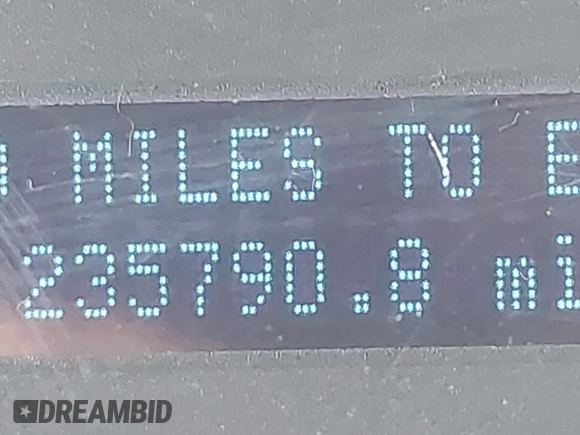 MILES TO E
235790.8 mi
DREAMBID